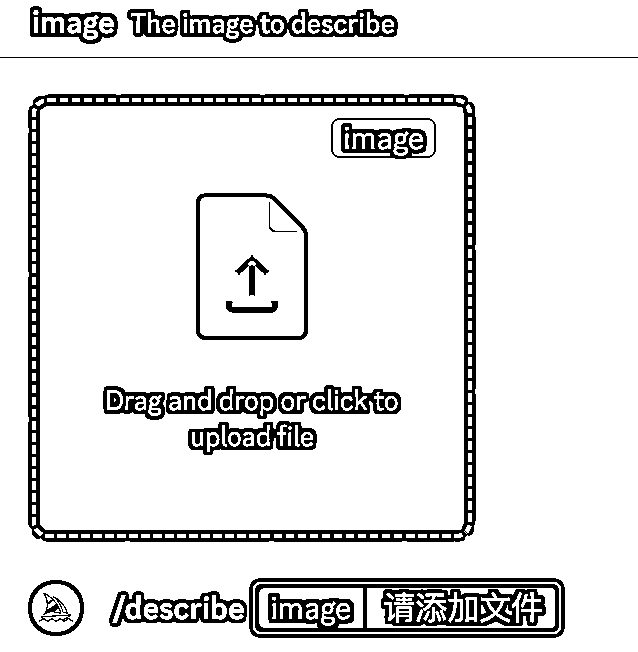 image The image to describe
image
Drag and drop or click to
upload file
/describe image 请添加文件